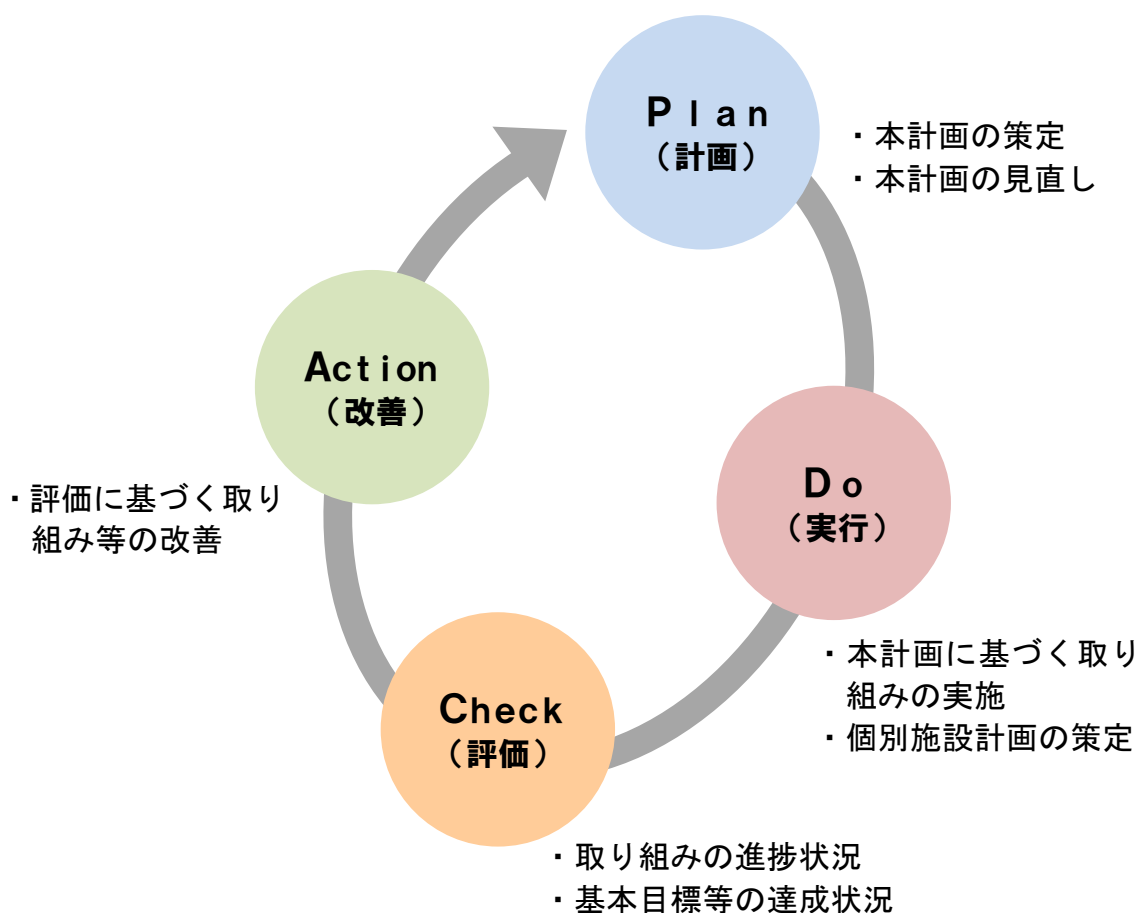 Plan
（計画）
・本計画の策定
・本計画の見直し
Do
（実行）
・本計画に基づく取り
組みの実施
・個別施設計画の策定
Check
（評価）
・取り組みの進捗状況
・基本目標等の達成状況
Action
（改善）
・評価に基づく取り
組み等の改善